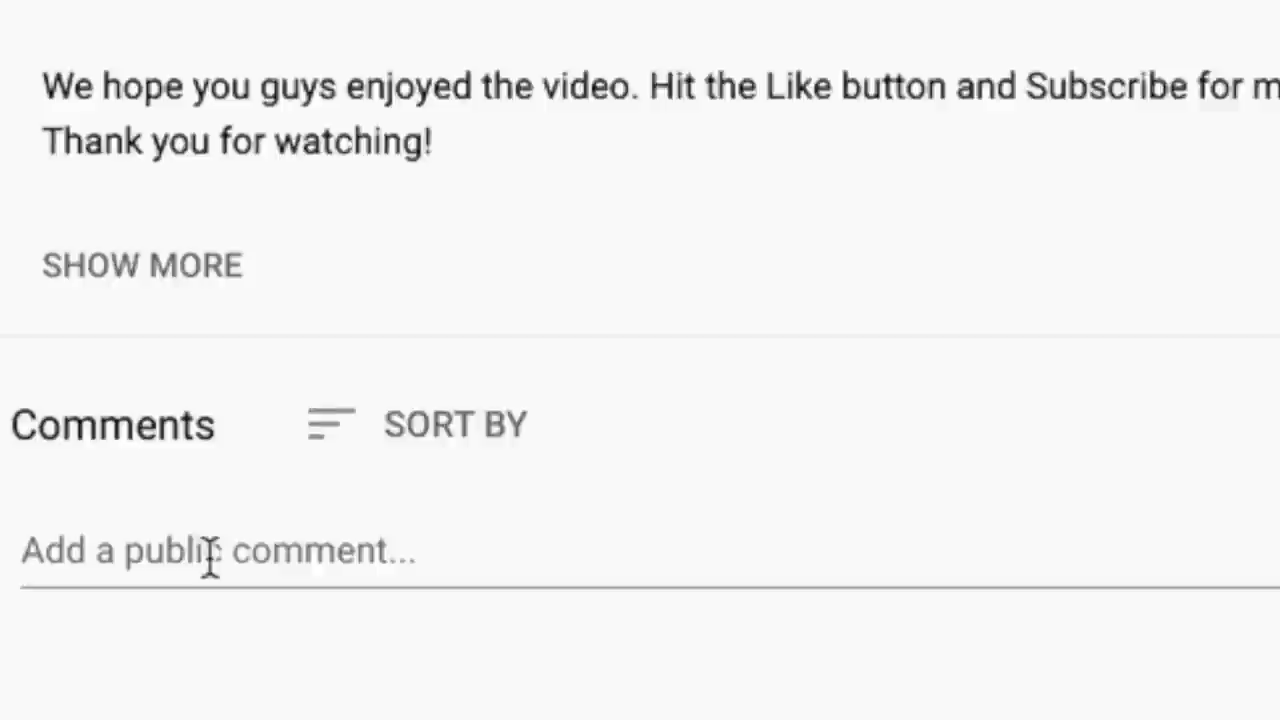 We hope you guys enjoyed the video. Hit the Like button and Subscribe for
Thank you for watching!
SHOW MORE
Comments
SORT BY
Add a public comment...